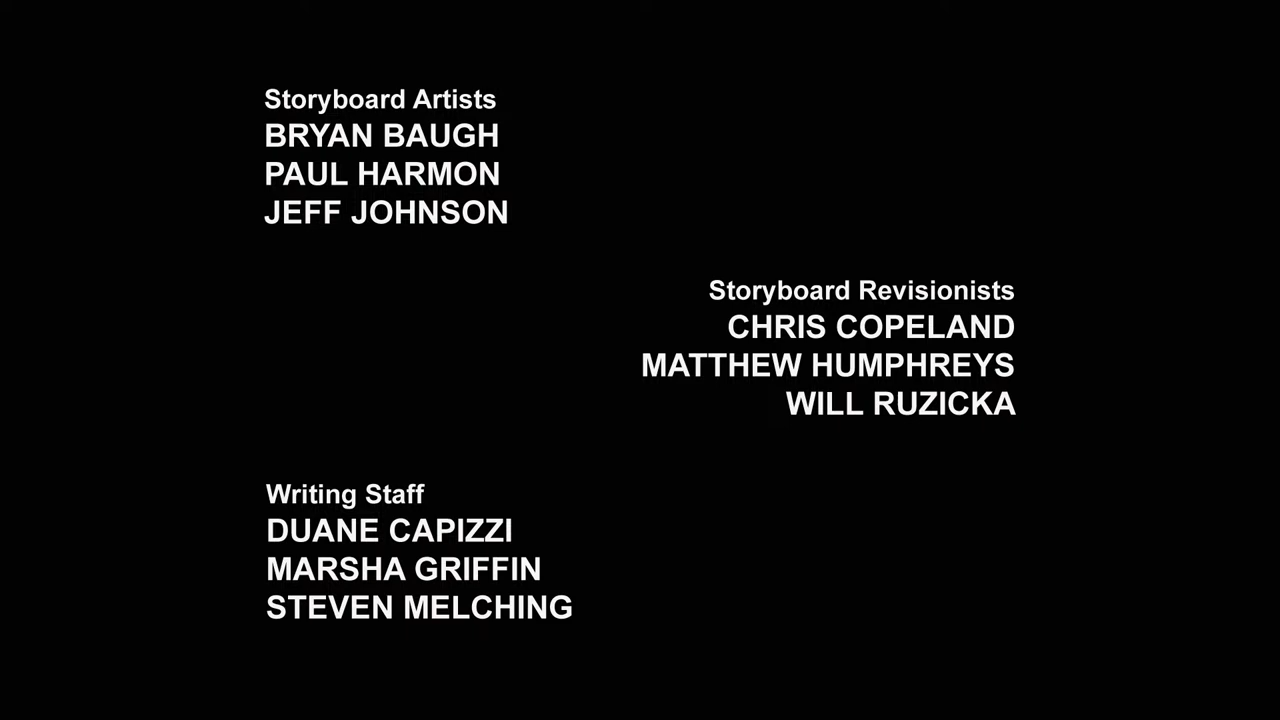 Storyboard Artists
BRYAN BAUGH
PAUL HARMON
JEFF JOHNSON
Storyboard Revisionists
CHRIS COPELAND
MATTHEW HUMPHREYS
WILL RUZICKA
Writing Staff
DUANE CAPIZZI
MARSHA GRIFFIN
STEVEN MELCHING